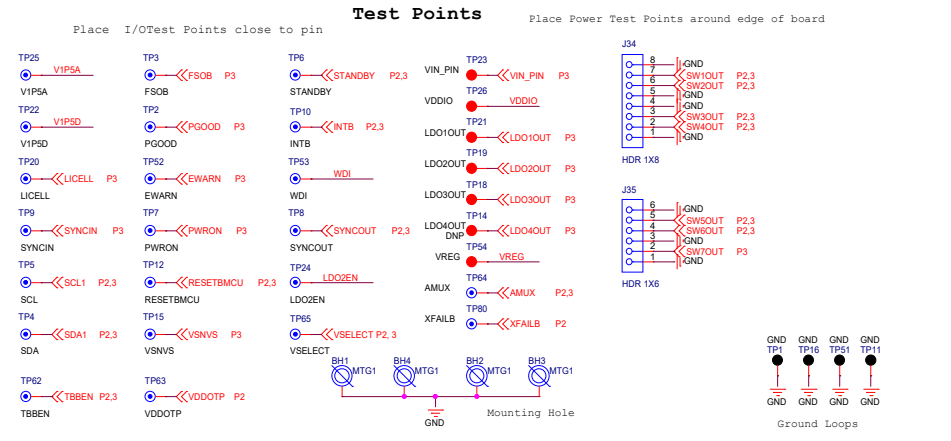 Test Points
Place I/OTest Points close to pin
Place Power Test Points around edge of board
TP25
V1P5A
V1P5A
TP22
V1P5D
V1P5D
TP20
LICELL P3
LICELL
TP9
SYNCIN P3
SYNCIN
TP5
SCL1 P2,3
SCL
TP4
SDA1 P2,3
SDA
TP62
TBBEN P2,3
TBBEN
TP3
FSOB P3
FSOB
TP2
PGOOD P3
PGOOD
TP52
EWARN P3
EWARN
TP7
PWRON P3
PWRON
TP12
RESETBMCU P2,3
RESETBMCU
TP15
VSNVS P3
VSNVS
TP63
VDDOTP P2
VDDOTP
TP6
STANDBY P2,3
STANDBY
TP10
INTB P2,3
INTB
TP53
WDI
WDI
TP8
SYNCOUT P2,3
SYNCOUT
TP24
LDO2EN
LDO2EN
TP65
VSELECT P2, 3
VSELECT
TP23
VIN_PIN
VIN_PIN P3
TP26
VDDIO
VDDIO
TP21
LDO1OUT
LDO1OUT P3
TP19
LDO2OUT
LDO2OUT P3
TP18
LDO3OUT
LDO3OUT P3
TP14
LDO4OUT
DNP
LDO4OUT P3
TP54
VREG
VREG
TP64
AMUX
AMUX P2,3
TP80
XFAILB
XFAILB P2
J34
8 GND
7 SW1OUT P2,3
6 SW2OUT P2,3
5 GND
4 GND
3 SW3OUT P2,3
2 SW4OUT P2,3
1 GND
HDR 1X8
J35
6 GND
5 SW5OUT P2,3
4 SW6OUT P2,3
3 GND
2 SW7OUT P3
1 GND
HDR 1X6
BH1 BH4 BH2 BH3
MTG1 MTG1 MTG1 MTG1
GND
Mounting Hole
GND GND GND GND
TP1 TP16 TP51 TP11
GND GND GND GND
Ground Loops